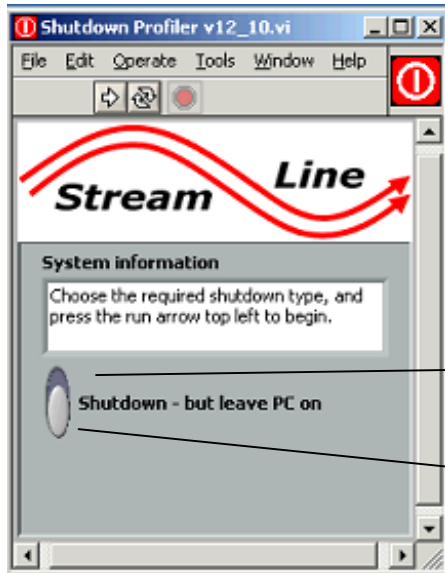 Shutdown Profiler v12_10.vi
File Edit Operate Tools Window Help
Stream Line
System information
Choose the required shutdown type, and
press the run arrow top left to begin.
Shutdown - but leave PC on